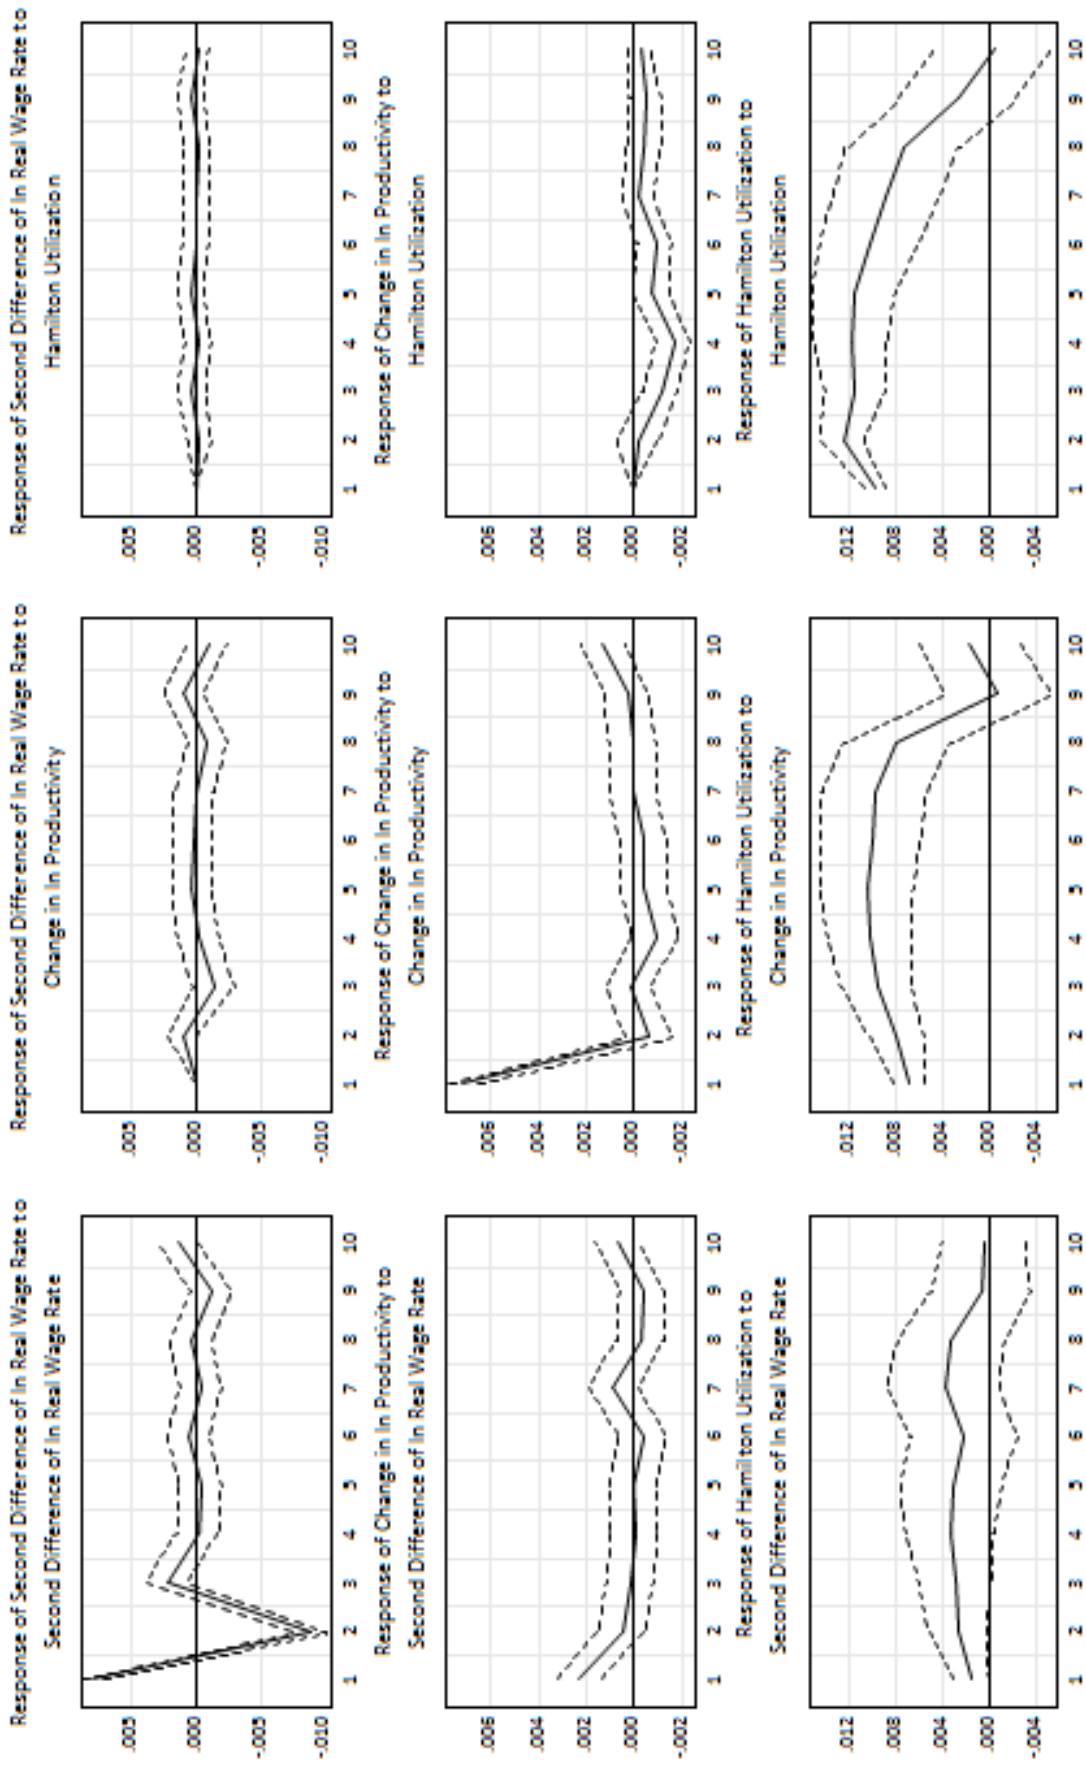 Response of Second Difference of ln Real Wage Rate to
Second Difference of ln Real Wage Rate
.005
.000
-.005
-.010
1 2 3 4 5 6 7 8 9 10
Response of Second Difference of ln Real Wage Rate to
Change in ln Productivity
.005
.000
-.005
-.010
1 2 3 4 5 6 7 8 9 10
Response of Second Difference of ln Real Wage Rate to
Hamilton Utilization
.005
.000
-.005
-.010
1 2 3 4 5 6 7 8 9 10
Response of Change in ln Productivity to
Second Difference of ln Real Wage Rate
.006
.004
.002
.000
-.002
1 2 3 4 5 6 7 8 9 10
Response of Change in ln Productivity to
Change in ln Productivity
.006
.004
.002
.000
-.002
1 2 3 4 5 6 7 8 9 10
Response of Change in ln Productivity to
Hamilton Utilization
.006
.004
.002
.000
-.002
1 2 3 4 5 6 7 8 9 10
Response of Hamilton Utilization to
Second Difference of ln Real Wage Rate
.012
.008
.004
.000
-.004
1 2 3 4 5 6 7 8 9 10
Response of Hamilton Utilization to
Change in ln Productivity
.012
.008
.004
.000
-.004
1 2 3 4 5 6 7 8 9 10
Response of Hamilton Utilization to
Hamilton Utilization
.012
.008
.004
.000
-.004
1 2 3 4 5 6 7 8 9 10